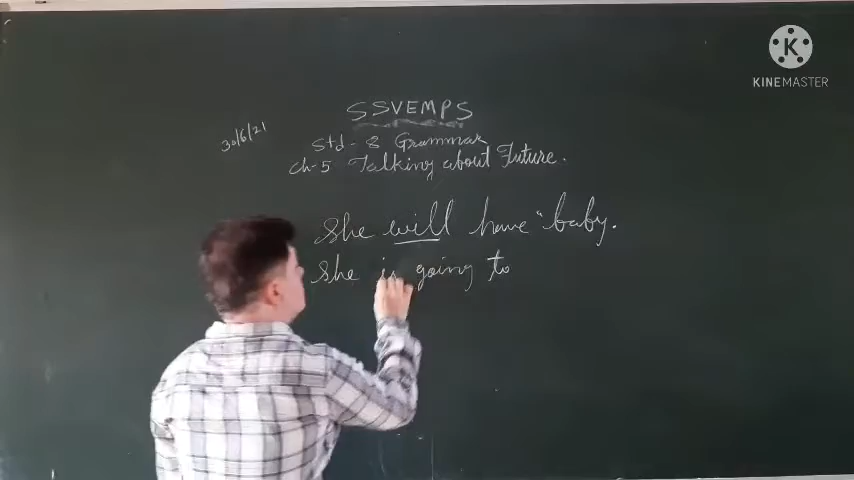 KINEMASTER
SSVEMPS
30/6/21
Std - 8 Grammar
Ch-5 Talking about Future.
She will have a baby.
She is going to